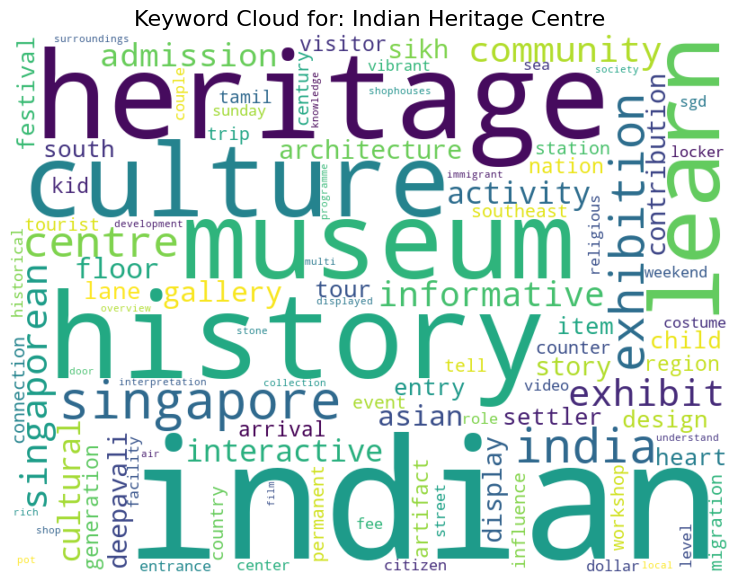 Keyword Cloud for: Indian Heritage Centre
surroundings
festival
admission
couple
visitor
sikh
vibrant
community
sea
society
heritage
century
knowledge
tamil
shophouses
sunday
trip
station
nation
exhibition
contribution
sgd
learn
south
architecture
locker
kid
culture
programme
immigrant
activity
southeast
religious
tourist
development
museum
centre
multi
weekend
historical
floor
tour
informative
lane
gallery
displayed
overview
history
stone
item
costume
singaporean
counter
child
connection
door
tell
story
region
interpretation
collection
entry
video
exhibit
singapore
event
asian
role
settler
design
arrival
cultural
generation
deepavali
facility
interactive
india
understand
heart
air
indian
display
rich
country
film
permanent
artifact
street
influence
workshop
level
migration
shop
fee
pot
entrance
center
citizen
dollar
local